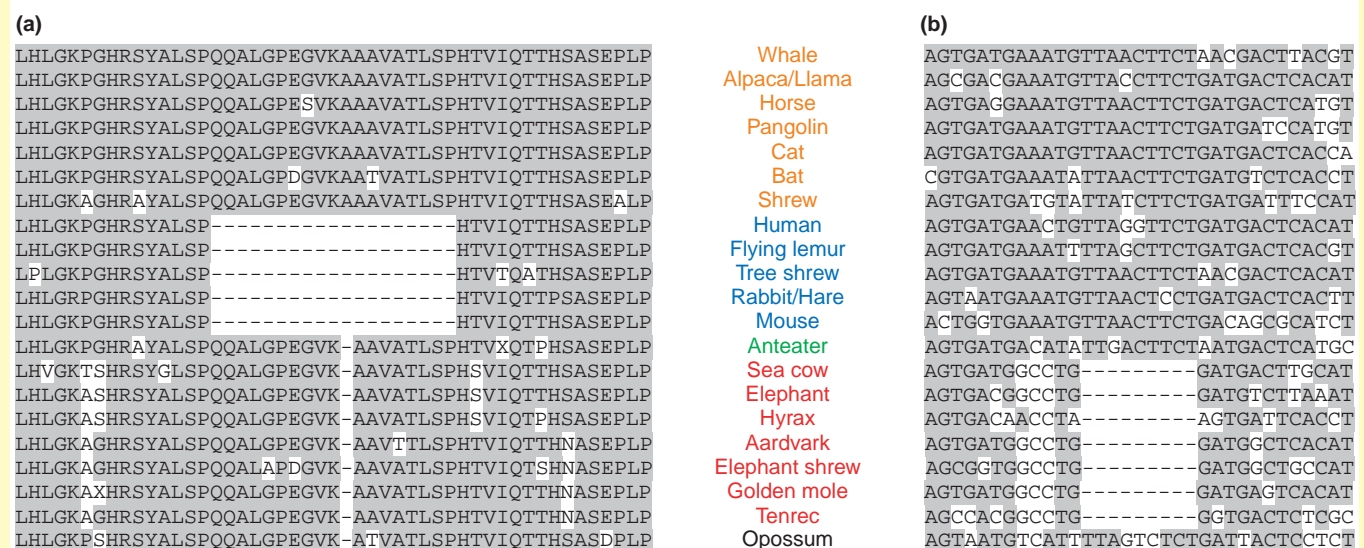 (a) (b)
LHLGKPGHRSYALSPQQALGPEGVKAAAVATLSPHTVIQTTHSASEPLP Whale AGTGATGAAATGTTAACTTCTAACGACTTACGT
LHLGKPGHRSYALSPQQALGPEGVKAAAVATLSPHTVIQTTHSASEPLP Alpaca/Llama AGCGACGAAATGTTACCTTCTGATGACTCACAT
LHLGKPGHRSYALSPQQALGPESVKAAAVATLSPHTVIQTTHSASEPLP Horse AGTGAGGAAATGTTAACTTCTGATGACTCATGT
LHLGKPGHRSYALSPQQALGPEGVKAAAVATLSPHTVIQTTHSASEPLP Pangolin AGTGATGAAATGTTAACTTCTGATGATCCATGT
LHLGKPGHRSYALSPQQALGPEGVKAAAVATLSPHTVIQTTHSASEPLP Cat AGTGATGAAATGTTAACTTCTGATGACTCACCA
LHLGKPGHRSYALSPQQALGPDGVKAATVATLSPHTVIQTTHSASEPLP Bat CGTGATGAAATATTAACTTCTGATGTCTCACCT
LHLGKAGHRAYALSPQQALGPEGVKAAAVATLSPHTVIQTTHSASEALP Shrew AGTGATGATGTATTATCTTCTGATGATTTCCAT
LHLGKPGHRSYALSP-------------------HTVIQTTHSASEPLP Human AGTGATGAACTGTTAGGTTCTGATGACTCACAT
LHLGKPGHRSYALSP-------------------HTVIQTTHSASEPLP Flying lemur AGTGATGAAATTTTAGCTTCTGATGACTCACGT
LPLGKPGHRSYALSP-------------------HTVTQATHSASEPLP Tree shrew AGTGATGAAATGTTAACTTCTAACGACTCACAT
LHLGRPGHRSYALSP-------------------HTVIQTTPSASEPLP Rabbit/Hare AGTAATGAAATGTTAACTCCTGATGACTCACTT
LHLGKPGHRSYALSP-------------------HTVIQTTHSASEPLP Mouse ACTGGTGAAATGTTAACTTCTGACAGCGCATCT
LHLGKPGHRAYALSPQQALGPEGVK-AAVATLSPHTVXQTPHSASEPLP Anteater AGTGATGACATATTGACTTCTAATGACTCATGC
LHVGKTSHRSYGLSPQQALGPEGVK-AAVATLSPHSVIQTTHSASEPLP Sea cow AGTGATGGCCTG---------GATGACTTGCAT
LHLGKASHRSYALSPQQALGPEGVK-AAVATLSPHSVIQTTHSASEPLP Elephant AGTGACGGCCTG---------GATGTCTTAAAT
LHLGKASHRSYALSPQQALGPEGVK-AAVATLSPHSVIQTPHSASEPLP Hyrax AGTGACAACCTA---------AGTGATTCACCT
LHLGKAGHRSYALSPQQALGPEGVK-AAVTTLSPHTVIQTTHNASEPLP Aardvark AGTGATGGCCTG---------GATGGCTCACAT
LHLGKAGHRSYALSPQQALAPDGVK-AAVATLSPHTVIQTSHNASEPLP Elephant shrew AGCGGTGGCCTG---------GATGGCTGCCAT
LHLGKAXHRSYALSPQQALGPEGVK-AAVATLSPHTVIQTTHNASEPLP Golden mole AGTGATGGCCTG---------GATGAGTCACAT
LHLGKAGHRSYALSPQQALGPEGVK-AAVATLSPHTVIQTTHNASEPLP Tenrec AGCCACGGCCTG---------GGTGACTCTCGC
LHLGKPSHRSYALSPQQALGPEGVK-ATVATLSPHTVIQTTHSASDPLP Opossum AGTAATGTCATTTTAGTCTCTGATTACTCCTCT